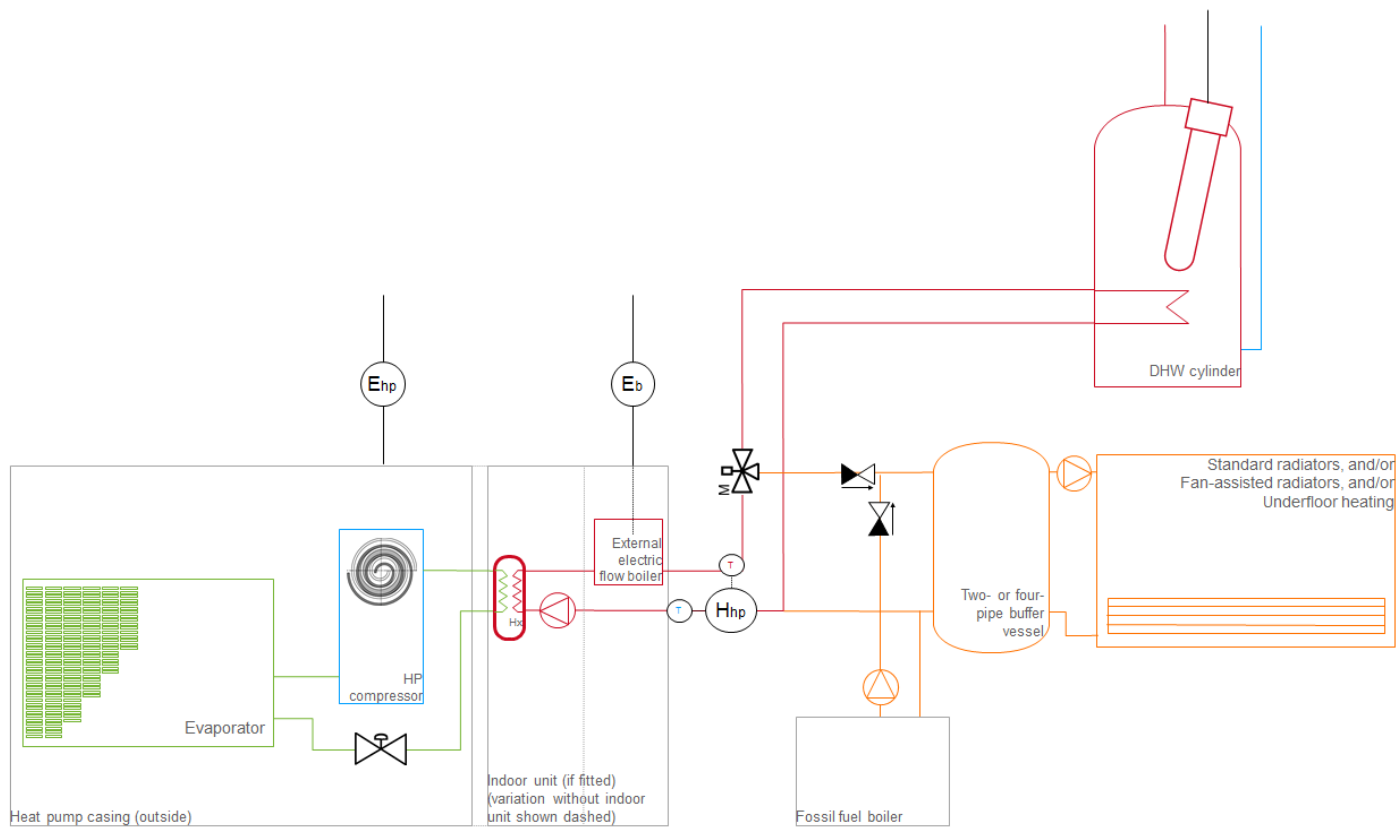 DHW cylinder
Ehp
Eb
M
Standard radiators, and/or
Fan-assisted radiators, and/or
Underfloor heating
External
electric
flow boiler
T
T
Hhp
Two- or four-
pipe buffer
vessel
Hx
HP
compressor
Evaporator
Indoor unit (if fitted)
(variation without indoor
unit shown dashed)
Heat pump casing (outside)
Fossil fuel boiler